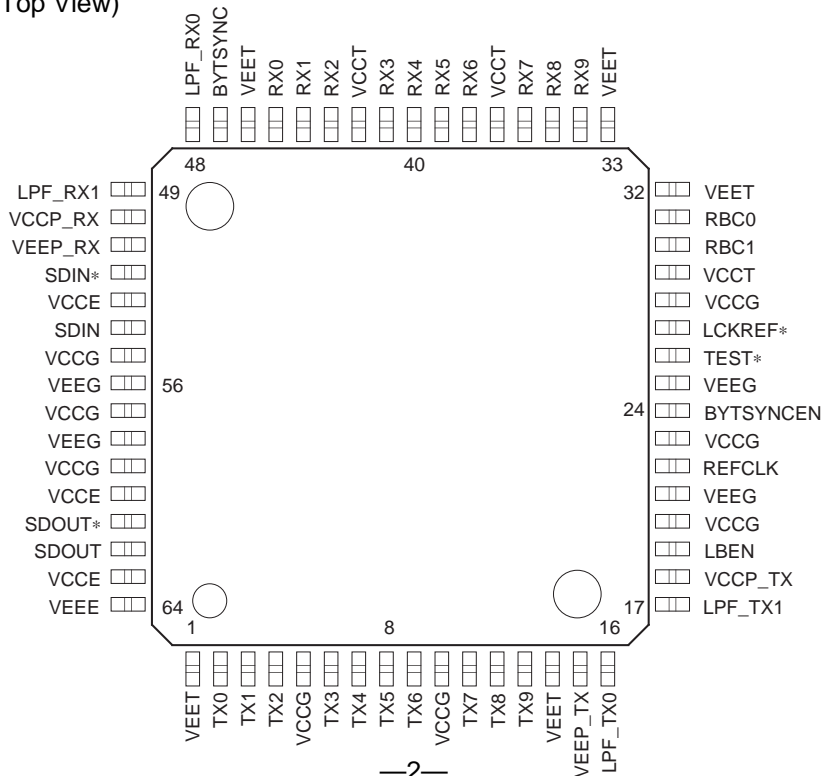 Top View)
LPF_RX0
BYTSYNC
VEET
RX0
RX1
RX2
VCCT
RX3
RX4
RX5
RX6
VCCT
RX7
RX8
RX9
VEET
48
40
33
LPF_RX1
49
32
VEET
VCCP_RX
RBC0
VEEP_RX
RBC1
SDIN*
VCCT
VCCE
VCCG
SDIN
LCKREF*
VCCG
TEST*
VEEG
56
VEEG
VCCG
24
BYTSYNCEN
VEEG
VCCG
VCCG
REFCLK
VCCE
VEEG
SDOUT*
VCCG
SDOUT
LBEN
VCCE
VCCP_TX
VEEE
64
17
LPF_TX1
1
8
16
VEET
TX0
TX1
TX2
VCCG
TX3
TX4
TX5
TX6
VCCG
TX7
TX8
TX9
VEET
VEEP_TX
LPF_TX0
—2—